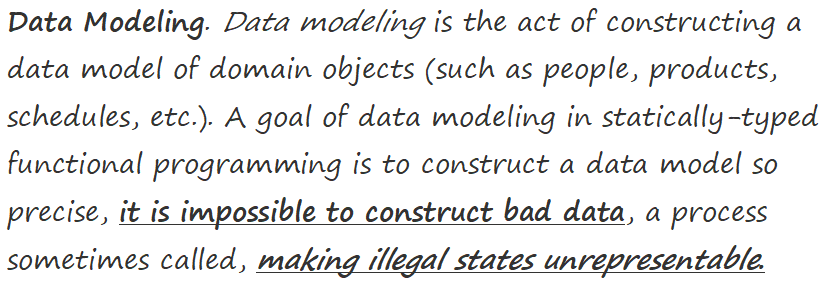 Data Modeling. Data modeling is the act of constructing a
data model of domain objects (such as people, products,
schedules, etc.). A goal of data modeling in statically-typed
functional programming is to construct a data model so
precise, it is impossible to construct bad data, a process
sometimes called, making illegal states unrepresentable.